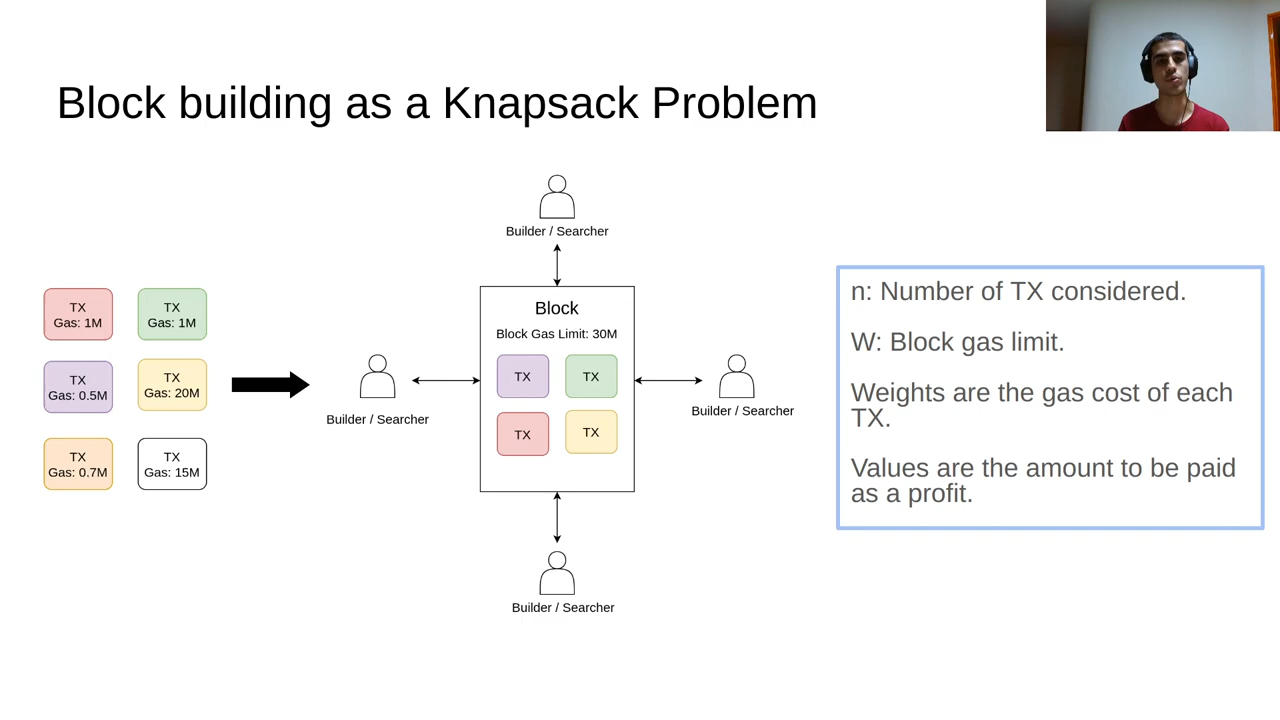 Block building as a Knapsack Problem
Builder / Searcher
TX
Gas: 1M
TX
Gas: 1M
TX
Gas: 0.5M
TX
Gas: 20M
TX
Gas: 0.7M
TX
Gas: 15M
Builder / Searcher
Block
Block Gas Limit: 30M
TX
TX
TX
TX
Builder / Searcher
Builder / Searcher
n: Number of TX considered.
W: Block gas limit.
Weights are the gas cost of each
TX.
Values are the amount to be paid
as a profit.